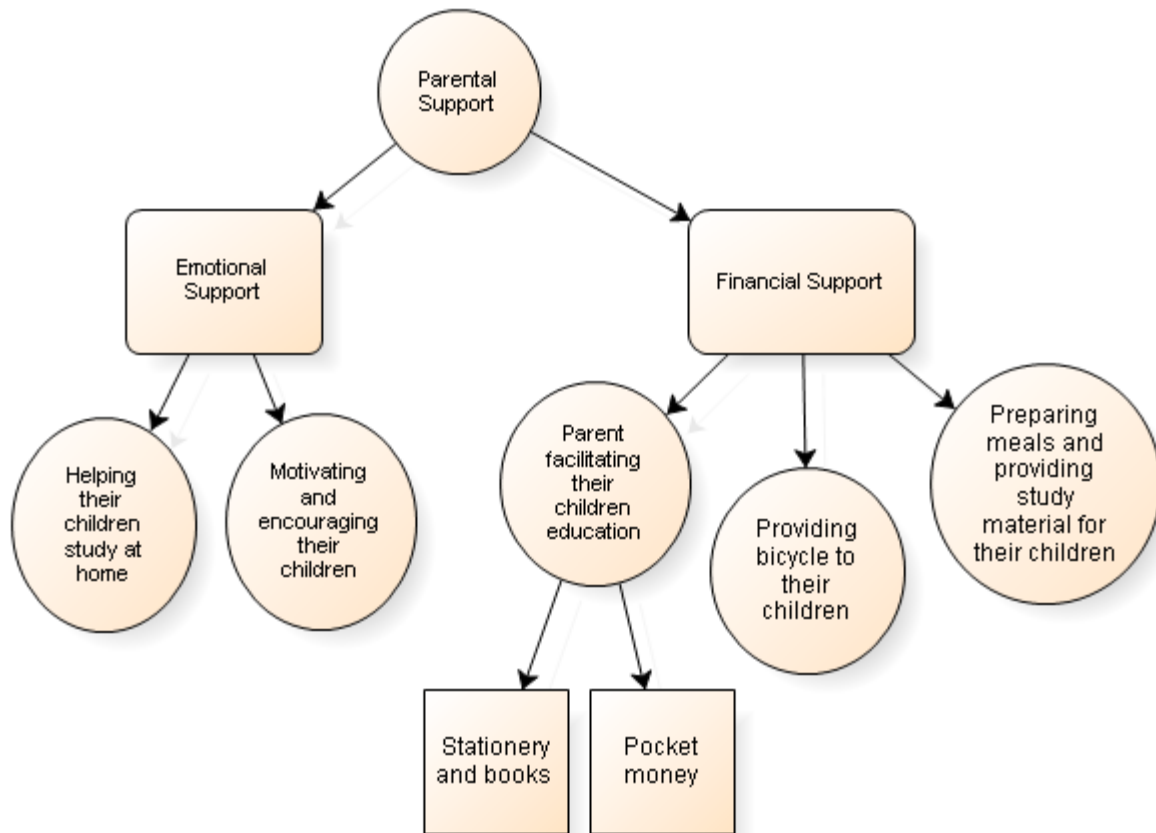 Parental
Support
Emotional
Support
Financial Support
Helping
their
children
study at
home
Motivating
and
encouraging
their
children
Parent
facilitating
their
children
education
Providing
bicycle to
their
children
Preparing
meals and
providing
study
material for
their children
Stationery
and books
Pocket
money